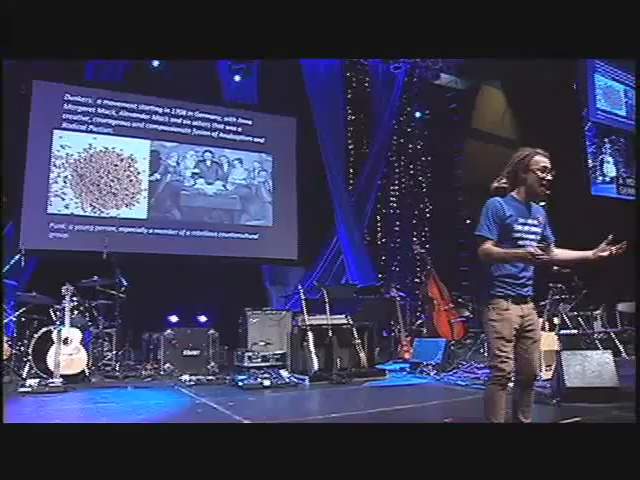 Dunkers: a movement starting in 1708 in Germany, with Anna
Margaret Mack, Alexander Mack and six others that was a
creative, courageous and compassionate fusion of Anabaptism and
Radical Pietism.
Punk: a young person, especially a member of a rebellious countercultural
group.